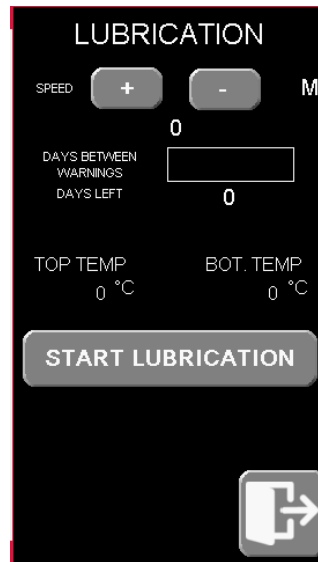 LUBRICATION
SPEED + - M
0
DAYS BETWEEN
WARNINGS
DAYS LEFT 0
TOP TEMP BOT. TEMP
0 °C 0 °C
START LUBRICATION